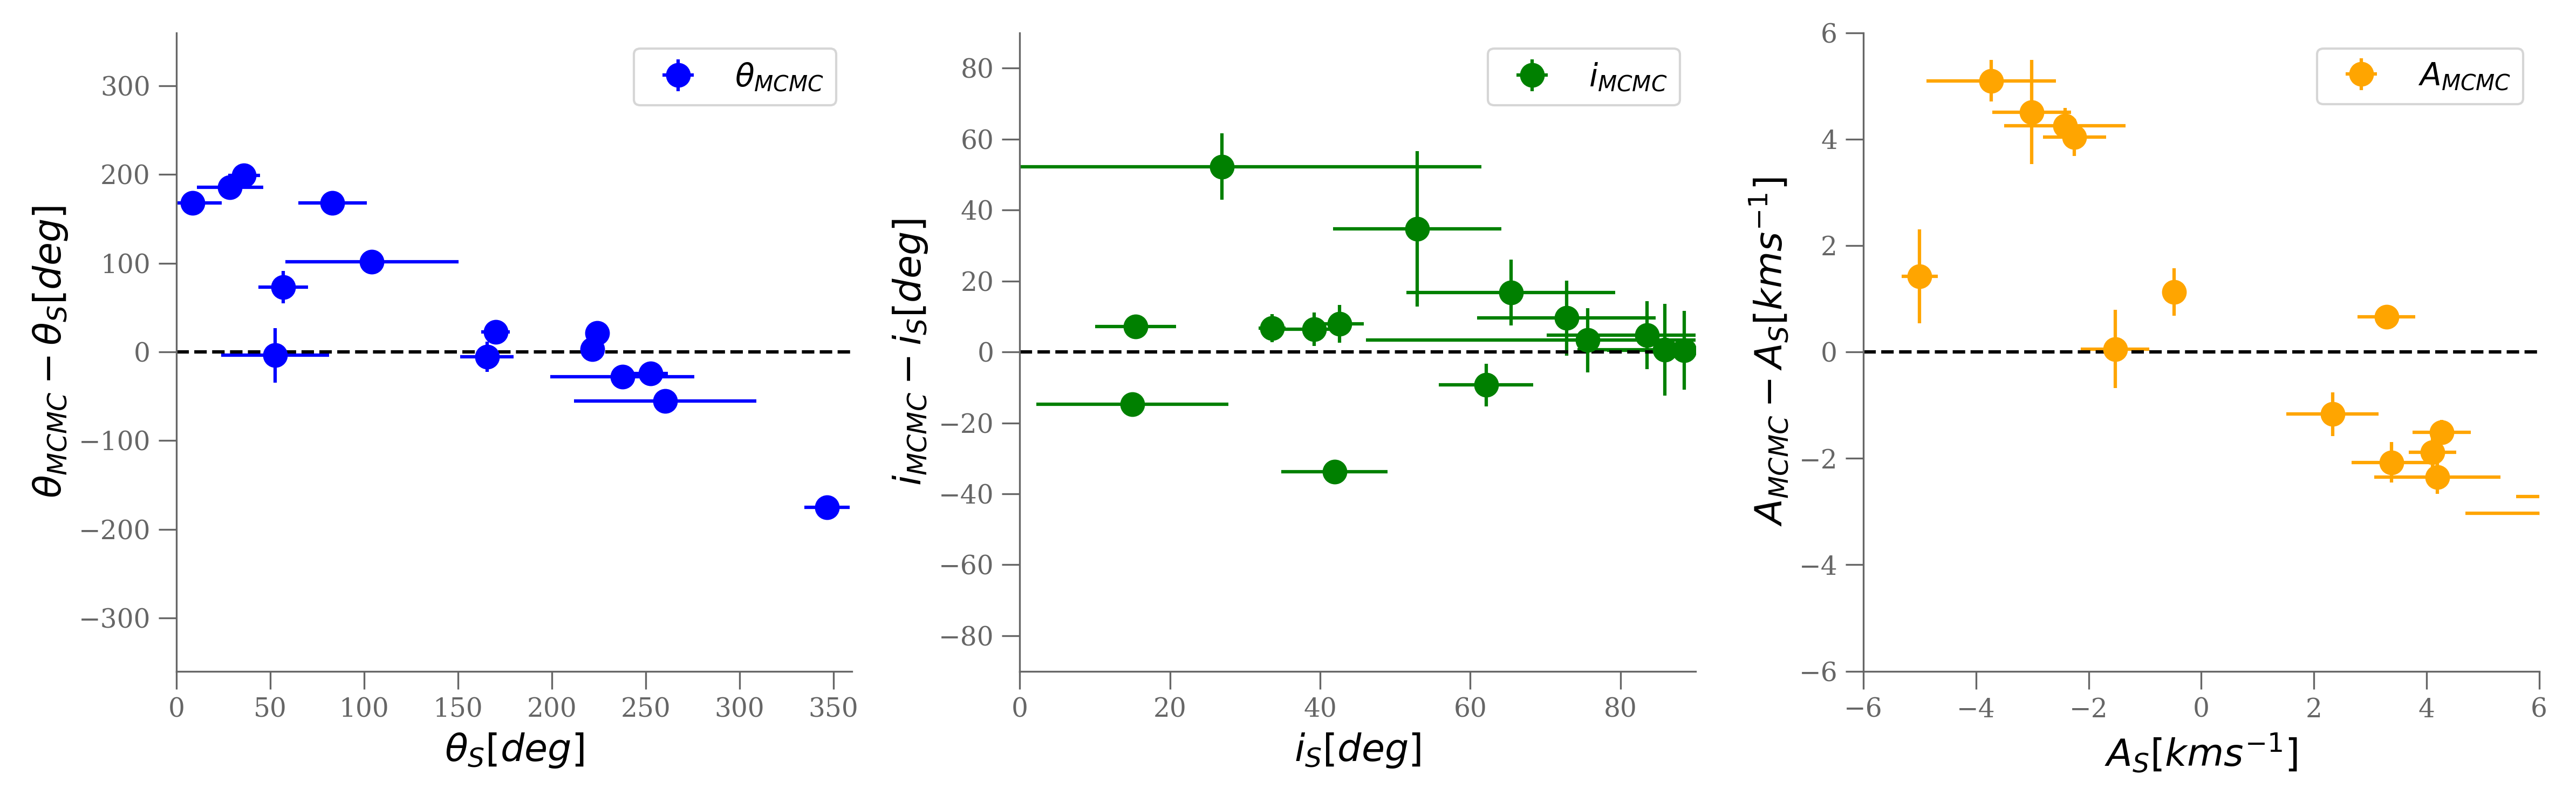 θ_MCMC − θ_S[deg]
300
200
100
0
−100
−200
−300
θ_MCMC
0 50 100 150 200 250 300 350
θ_S[deg]
i_MCMC − i_S[deg]
80
60
40
20
0
−20
−40
−60
−80
i_MCMC
0 20 40 60 80
i_S[deg]
A_MCMC − A_S[kms⁻¹]
6
4
2
0
−2
−4
−6
A_MCMC
−6 −4 −2 0 2 4 6
A_S[kms⁻¹]